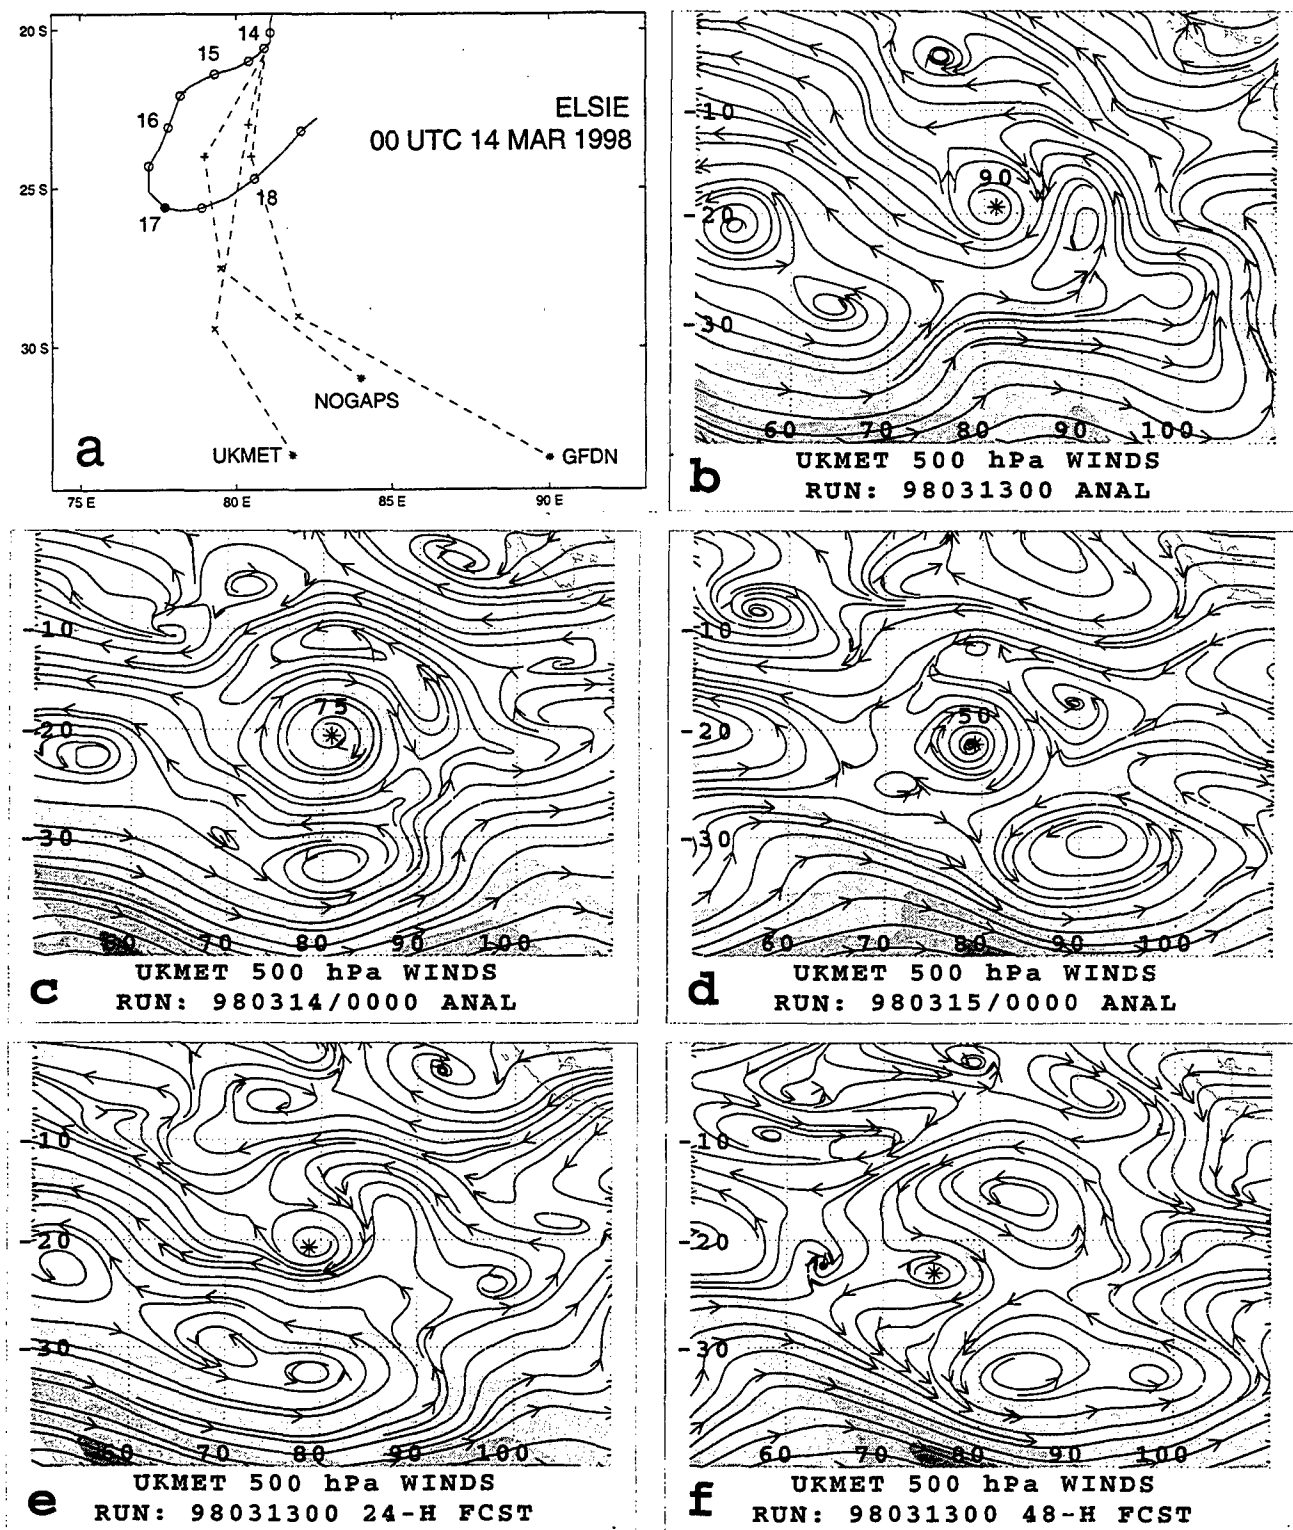 20 S
25 S
30 S
75 E
80 E
85 E
90 E
14
15
16
17
18
ELSIE
00 UTC 14 MAR 1998
NOGAPS
UKMET
GFDN
a
90
-10
-20
-30
60 70 80 90 100
b
UKMET 500 hPa WINDS
RUN: 98031300 ANAL
75
-10
-20
-30
60 70 80 90 100
c
UKMET 500 hPa WINDS
RUN: 980314/0000 ANAL
50
-10
-20
-30
60 70 80 90 100
d
UKMET 500 hPa WINDS
RUN: 980315/0000 ANAL
-10
-20
-30
60 70 80 90 100
e
UKMET 500 hPa WINDS
RUN: 98031300 24-H FCST
-10
-20
-30
60 70 80 90 100
f
UKMET 500 hPa WINDS
RUN: 98031300 48-H FCST